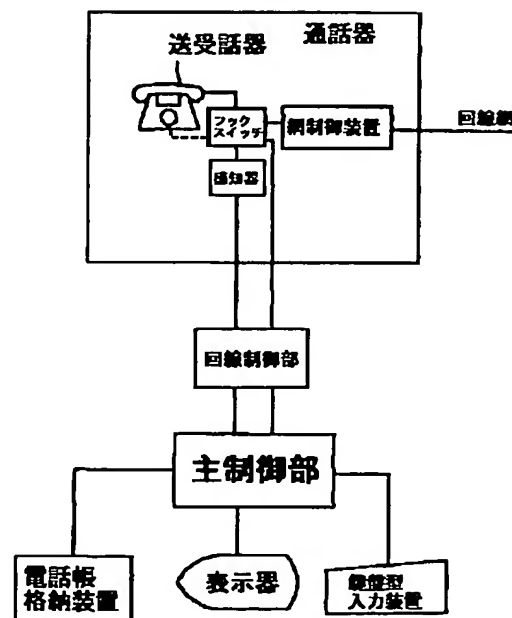 送受話器
通話器
フック
スイッチ
網制御装置
回線網
感知器
回線制御部
主制御部
電話帳
格納装置
表示器
鍵盤型
入力装置